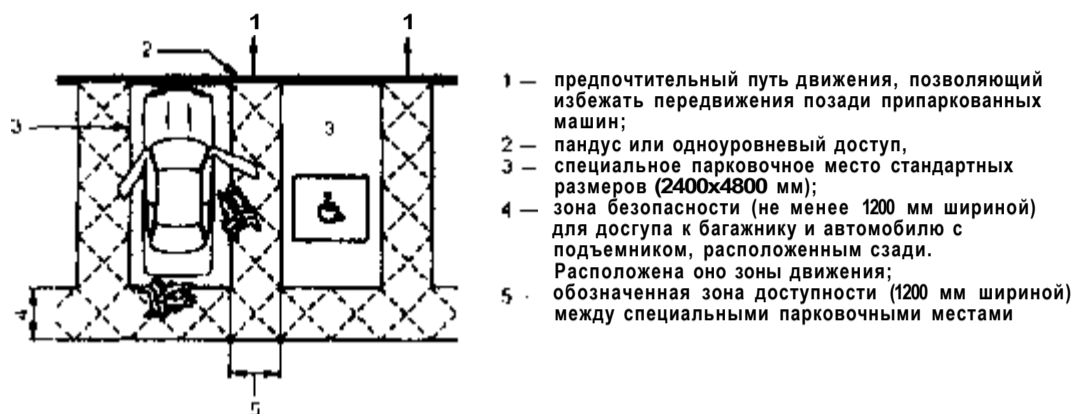 1 1
2
3
3
4
5
1 — предпочтительный путь движения, позволяющий
избежать передвижения позади припаркованных
машин;
2 — пандус или одноуровневый доступ,
3 — специальное парковочное место стандартных
размеров (2400х4800 мм);
4 — зона безопасности (не менее 1200 мм шириной)
для досгупа к багажнику и автомобилю с
подъемником, расположенным сзади.
Расположена оно зоны движения;
5 · обозначенная зона доступности (1200 мм шириной)
между специальными парковочными местами